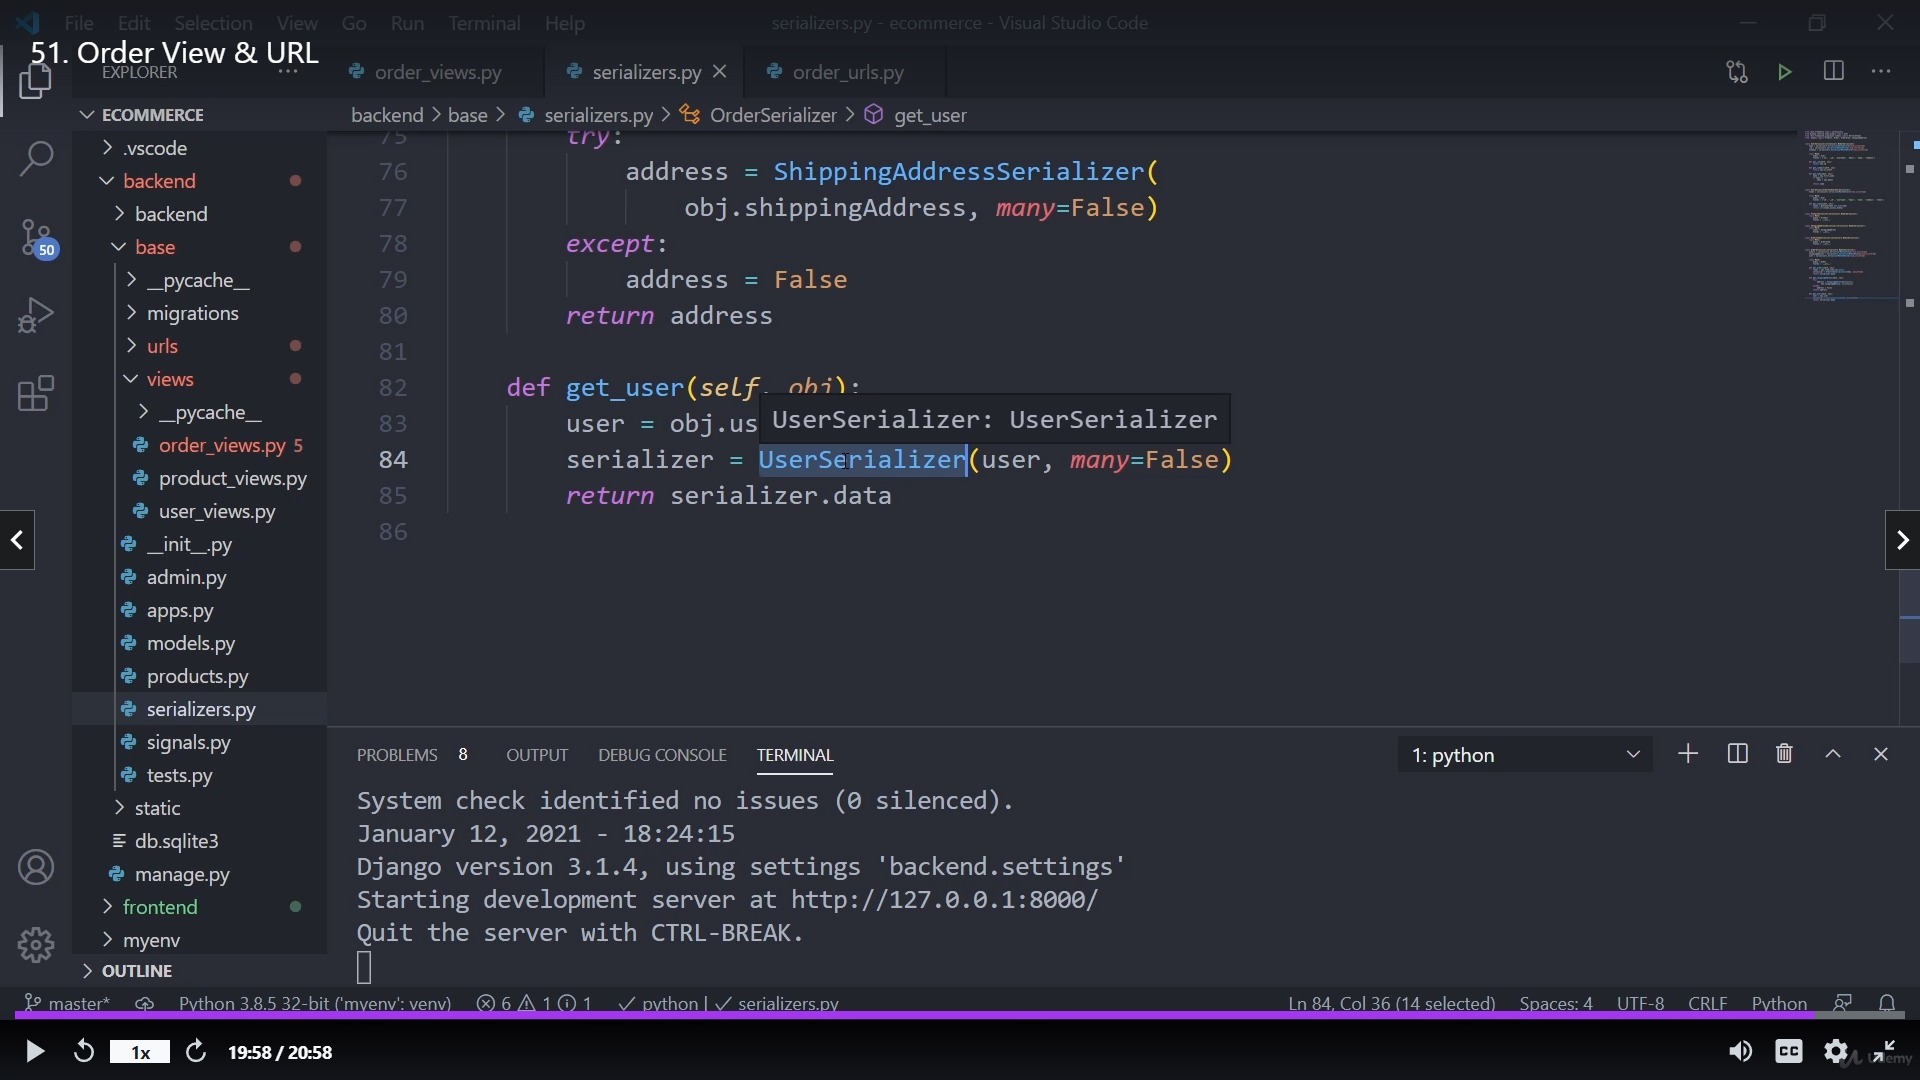 File Edit Selection View Go Run Terminal Help
serializers.py - ecommerce - Visual Studio Code
51. Order View & URL
EXPLORER
order_views.py
serializers.py
order_urls.py
ECOMMERCE
backend > base > serializers.py > OrderSerializer > get_user
.vscode
backend
backend
base
__pycache__
migrations
urls
views
__pycache__
order_views.py 5
product_views.py
user_views.py
__init__.py
admin.py
apps.py
models.py
products.py
serializers.py
signals.py
tests.py
static
db.sqlite3
manage.py
frontend
myenv
OUTLINE
50
75 try:
76 address = ShippingAddressSerializer(
77 obj.shippingAddress, many=False)
78 except:
79 address = False
80 return address
81
82 def get_user(self, obj):
83 user = obj.us
UserSerializer: UserSerializer
84 serializer = UserSerializer(user, many=False)
85 return serializer.data
86
PROBLEMS 8 OUTPUT DEBUG CONSOLE TERMINAL
1: python
System check identified no issues (0 silenced).
January 12, 2021 - 18:24:15
Django version 3.1.4, using settings 'backend.settings'
Starting development server at http://127.0.0.1:8000/
Quit the server with CTRL-BREAK.
master* Python 3.8.5 32-bit ('myenv': venv) 6 1 1 python | serializers.py
Ln 84, Col 36 (14 selected) Spaces: 4 UTF-8 CRLF Python
1x 19:58 / 20:58
CC
Udemy